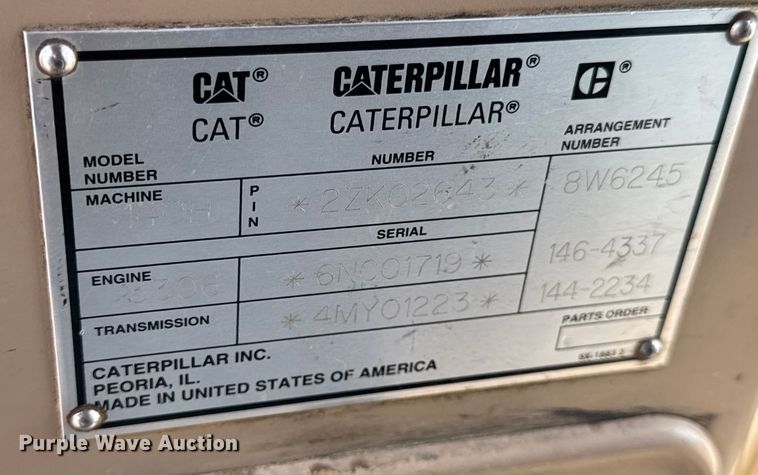 CAT® CATERPILLAR® C®
CAT® CATERPILLAR®
MODEL NUMBER NUMBER ARRANGEMENT NUMBER
MACHINE PIN *2ZK02643* 8W6245
SERIAL
ENGINE *6NC01719* 146-4337
TRANSMISSION *4MY01223* 144-2234
PARTS ORDER
CATERPILLAR INC.
PEORIA, IL.
MADE IN UNITED STATES OF AMERICA
Purple Wave Auction